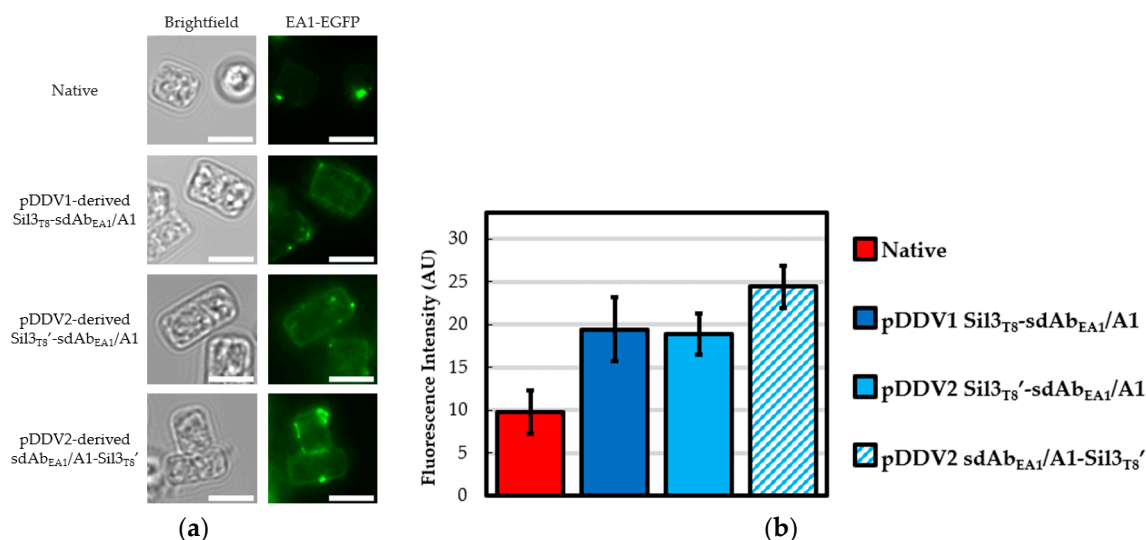 Brightfield EA1-EGFP
Native
pDDV1-derived
Sil3T8-sdAbEA1/A1
pDDV2-derived
Sil3T8′-sdAbEA1/A1
pDDV2-derived
sdAbEA1/A1-Sil3T8′
(a)
Fluorescence Intensity (AU)
30
25
20
15
10
5
0
Native
pDDV1 Sil3T8-sdAbEA1/A1
pDDV2 Sil3T8′-sdAbEA1/A1
pDDV2 sdAbEA1/A1-Sil3T8′
(b)